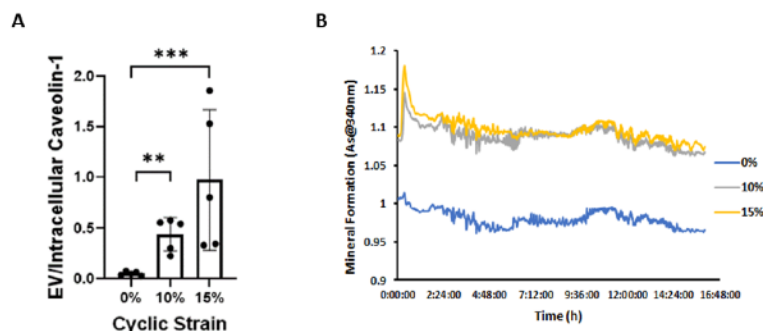 A
EV/Intracellular Caveolin-1
2.0
1.5
1.0
0.5
0.0
***
**
0% 10% 15%
Cyclic Strain
B
Mineral Formation (As@340nm)
1.2
1.15
1.1
1.05
1
0.95
0.9
0:00:00 2:24:00 4:48:00 7:12:00 9:36:00 12:00:00 14:24:00 16:48:00
Time (h)
0%
10%
15%